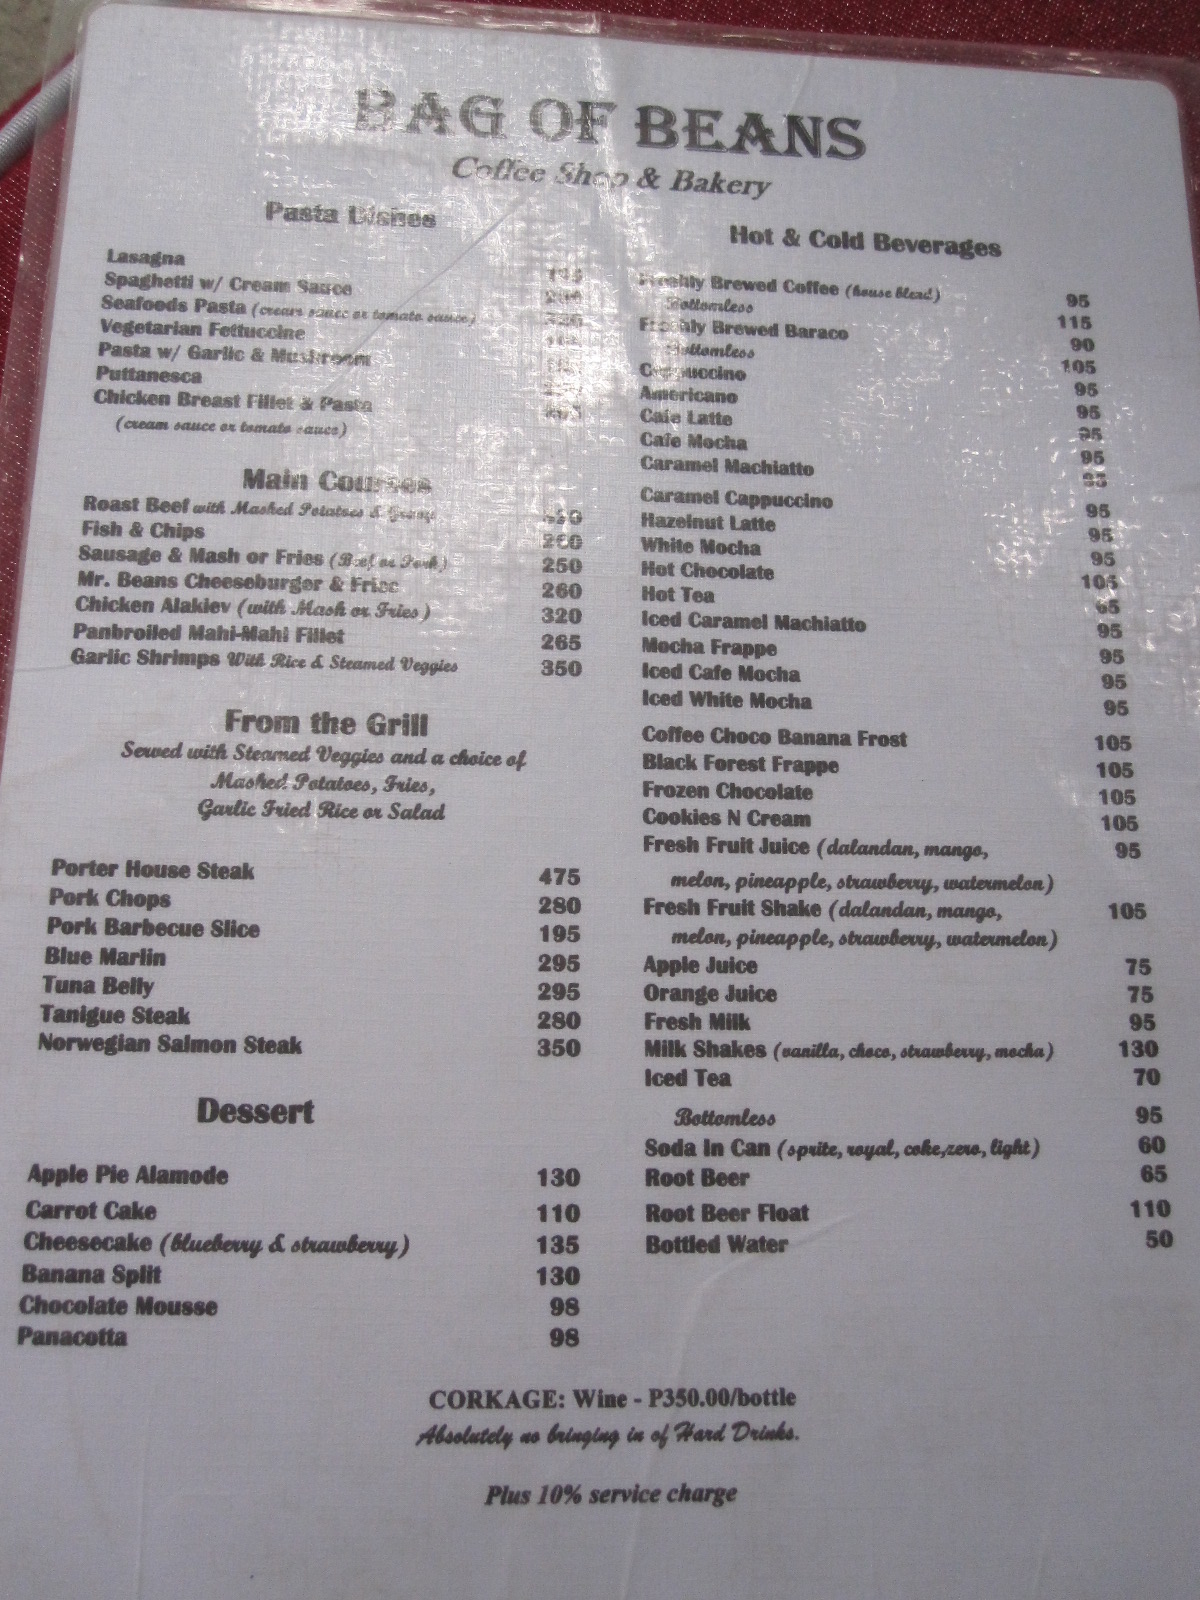 BAG OF BEANS
Coffee Shop & Bakery
Pasta Dishes
Lasagna
Spaghetti w/ Cream Sauce
Seafoods Pasta (cream sauce or tomato sauce)
Vegetarian Fettuccine
Pasta w/ Garlic & Mushroom
Puttanesca
Chicken Breast Fillet & Pasta
(cream sauce or tomato sauce)
Main Courses
Roast Beef with Mashed Potatoes & Gravy
Fish & Chips 260
Sausage & Mash or Fries (Beef or Pork) 250
Mr. Beans Cheeseburger & Fries 260
Chicken Alakiev (with Mash or Fries) 320
Panbroiled Mahi-Mahi Fillet 265
Garlic Shrimps With Rice & Steamed Veggies 350
From the Grill
Served with Steamed Veggies and a choice of
Mashed Potatoes, Fries,
Garlic Fried Rice or Salad
Porter House Steak 475
Pork Chops 280
Pork Barbecue Slice 195
Blue Marlin 295
Tuna Belly 295
Tanigue Steak 280
Norwegian Salmon Steak 350
Dessert
Apple Pie Alamode 130
Carrot Cake 110
Cheesecake (blueberry & strawberry) 135
Banana Split 130
Chocolate Mousse 98
Panacotta 98
Hot & Cold Beverages
Freshly Brewed Coffee (house blend) 95
Bottomless 115
Freshly Brewed Baraco 90
Bottomless 105
Cappuccino 95
Americano 95
Cafe Latte 95
Cafe Mocha 95
Caramel Machiatto 95
Caramel Cappuccino 95
Hazelnut Latte 95
White Mocha 95
Hot Chocolate 105
Hot Tea 65
Iced Caramel Machiatto 95
Mocha Frappe 95
Iced Cafe Mocha 95
Iced White Mocha 95
Coffee Choco Banana Frost 105
Black Forest Frappe 105
Frozen Chocolate 105
Cookies N Cream 105
Fresh Fruit Juice (dalandan, mango, 95
melon, pineapple, strawberry, watermelon)
Fresh Fruit Shake (dalandan, mango, 105
melon, pineapple, strawberry, watermelon)
Apple Juice 75
Orange Juice 75
Fresh Milk 95
Milk Shakes (vanilla, choco, strawberry, mocha) 130
Iced Tea 70
Bottomless 95
Soda In Can (sprite, royal, coke,zero, light) 60
Root Beer 65
Root Beer Float 110
Bottled Water 50
CORKAGE: Wine - P350.00/bottle
Absolutely no bringing in of Hard Drinks.
Plus 10% service charge